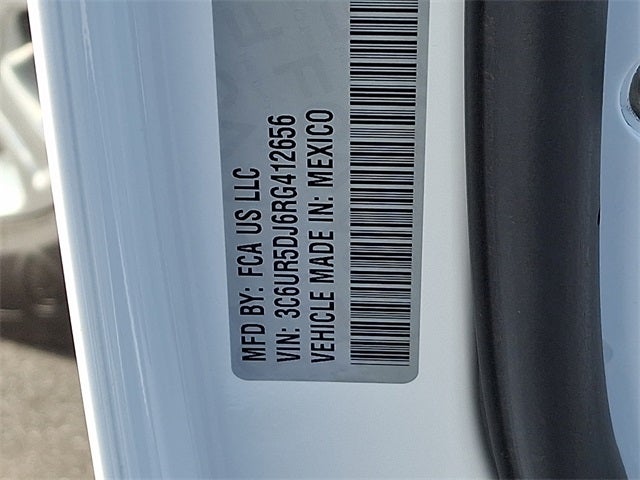 MFD BY: FCA US LLC
VIN: 3C6UR5DJ6RG412656
VEHICLE MADE IN: MEXICO